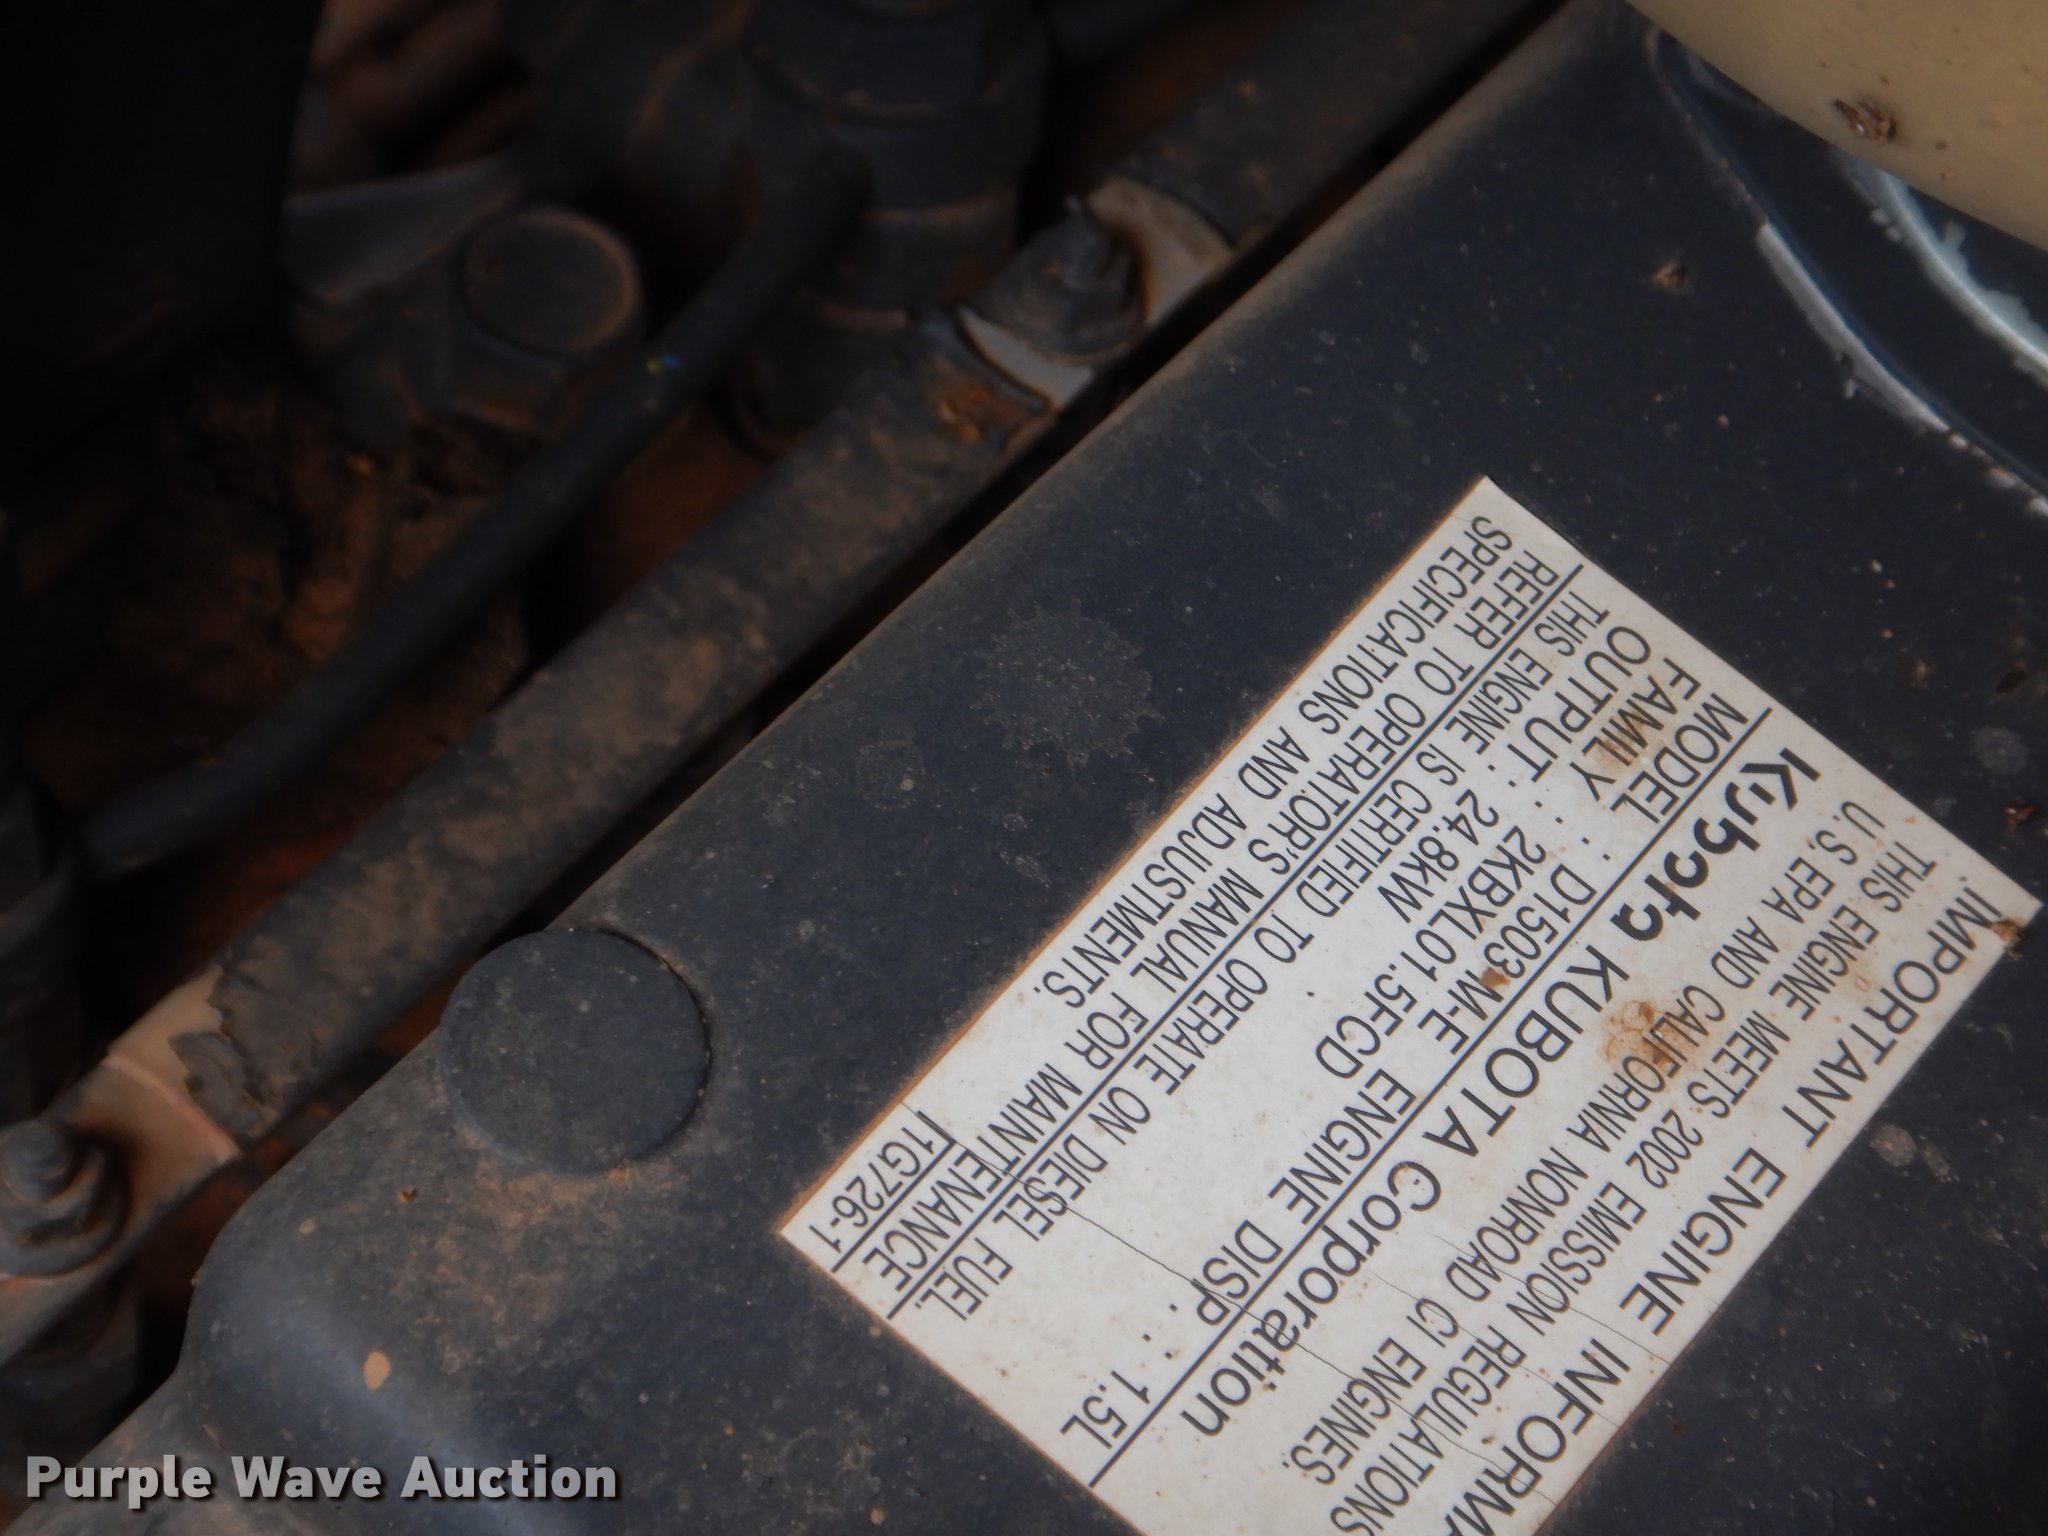 IMPORTANT ENGINE INFORMA
THIS ENGINE MEETS 2002 EMISSION REGULATIONS
U.S. EPA AND CALIFORNIA NONROAD CI ENGINES.
Kubota KUBOTA Corporation
MODEL : D1503-M-E ENGINE DISP. : 1.5L
FAMILY : 2KBXL01.5FCD
OUTPUT : 24.8kW
THIS ENGINE IS CERTIFIED TO OPERATE ON DIESEL FUEL.
REFER TO OPERATOR'S MANUAL FOR MAINTENANCE
SPECIFICATIONS AND ADJUSTMENTS.
1G726-1
Purple Wave Auction